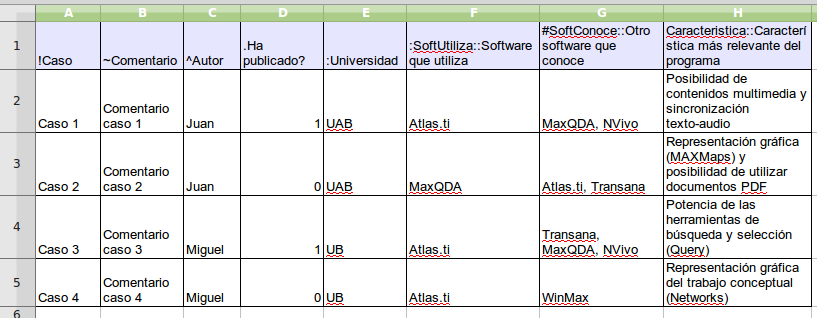 A B C D E F G H
1
!Caso
~Comentario
^Autor
.Ha
publicado?
:Universidad
:SoftUtiliza::Software
que utiliza
#SoftConoce::Otro
software que
conoce
Caracteristica::Caracterí
stica más relevante del
programa
2
Caso 1
Comentario
caso 1
Juan
1
UAB
Atlas.ti
MaxQDA, NVivo
Posibilidad de
contenidos multimedia y
sincronización
texto-audio
3
Caso 2
Comentario
caso 2
Juan
0
UAB
MaxQDA
Atlas.ti, Transana
Representación gráfica
(MAXMaps) y
posibilidad de utilizar
documentos PDF
4
Caso 3
Comentario
caso 3
Miguel
1
UB
Atlas.ti
Transana,
MaxQDA, NVivo
Potencia de las
herramientas de
búsqueda y selección
(Query)
5
Caso 4
Comentario
caso 4
Miguel
0
UB
Atlas.ti
WinMax
Representación gráfica
del trabajo conceptual
(Networks)
6